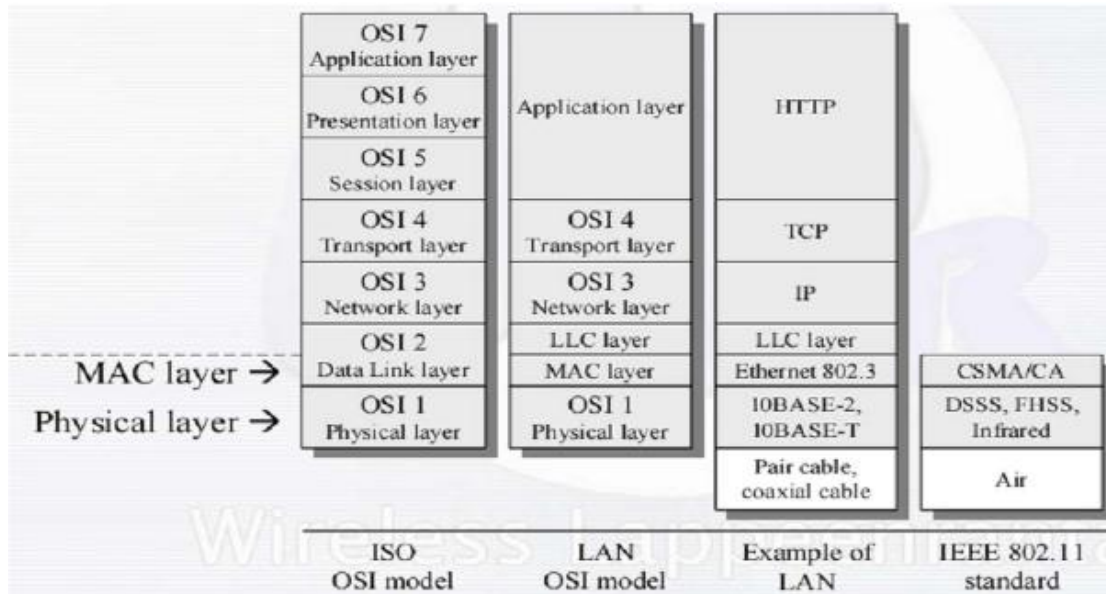 OSI 7
Application layer
OSI 6
Presentation layer
OSI 5
Session layer
OSI 4
Transport layer
OSI 3
Network layer
OSI 2
Data Link layer
OSI 1
Physical layer
Application layer
OSI 4
Transport layer
OSI 3
Network layer
LLC layer
MAC layer
OSI 1
Physical layer
HTTP
TCP
IP
LLC layer
Ethernet 802.3
10BASE-2,
10BASE-T
Pair cable,
coaxial cable
CSMA/CA
DSSS, FHSS,
Infrared
Air
MAC layer →
Physical layer →
Wireless Lappeenranta
ISO
OSI model
LAN
OSI model
Example of
LAN
IEEE 802.11
standard